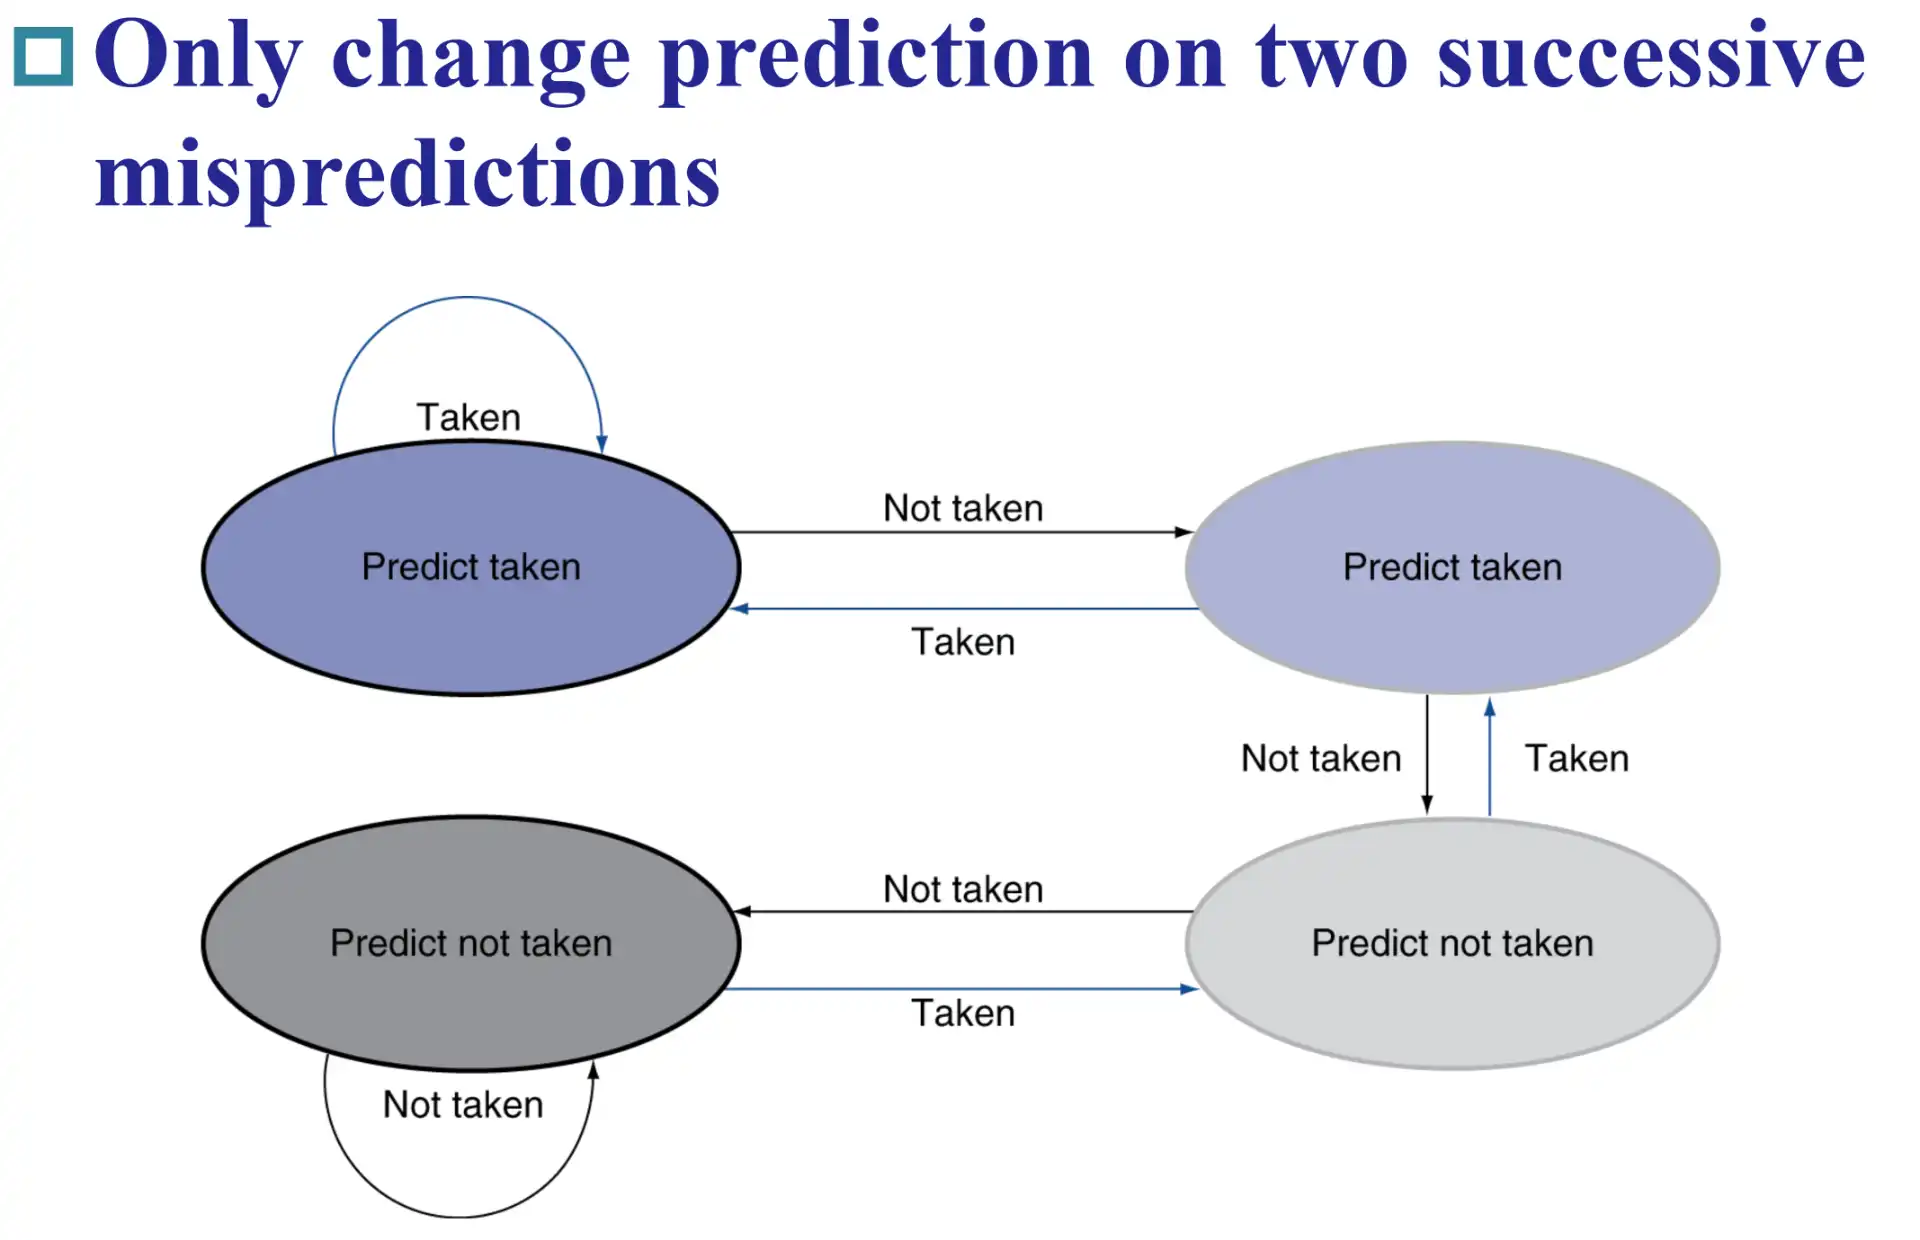 Only change prediction on two successive
mispredictions
Taken
Not taken
Predict taken
Predict taken
Taken
Not taken
Taken
Not taken
Predict not taken
Predict not taken
Taken
Not taken